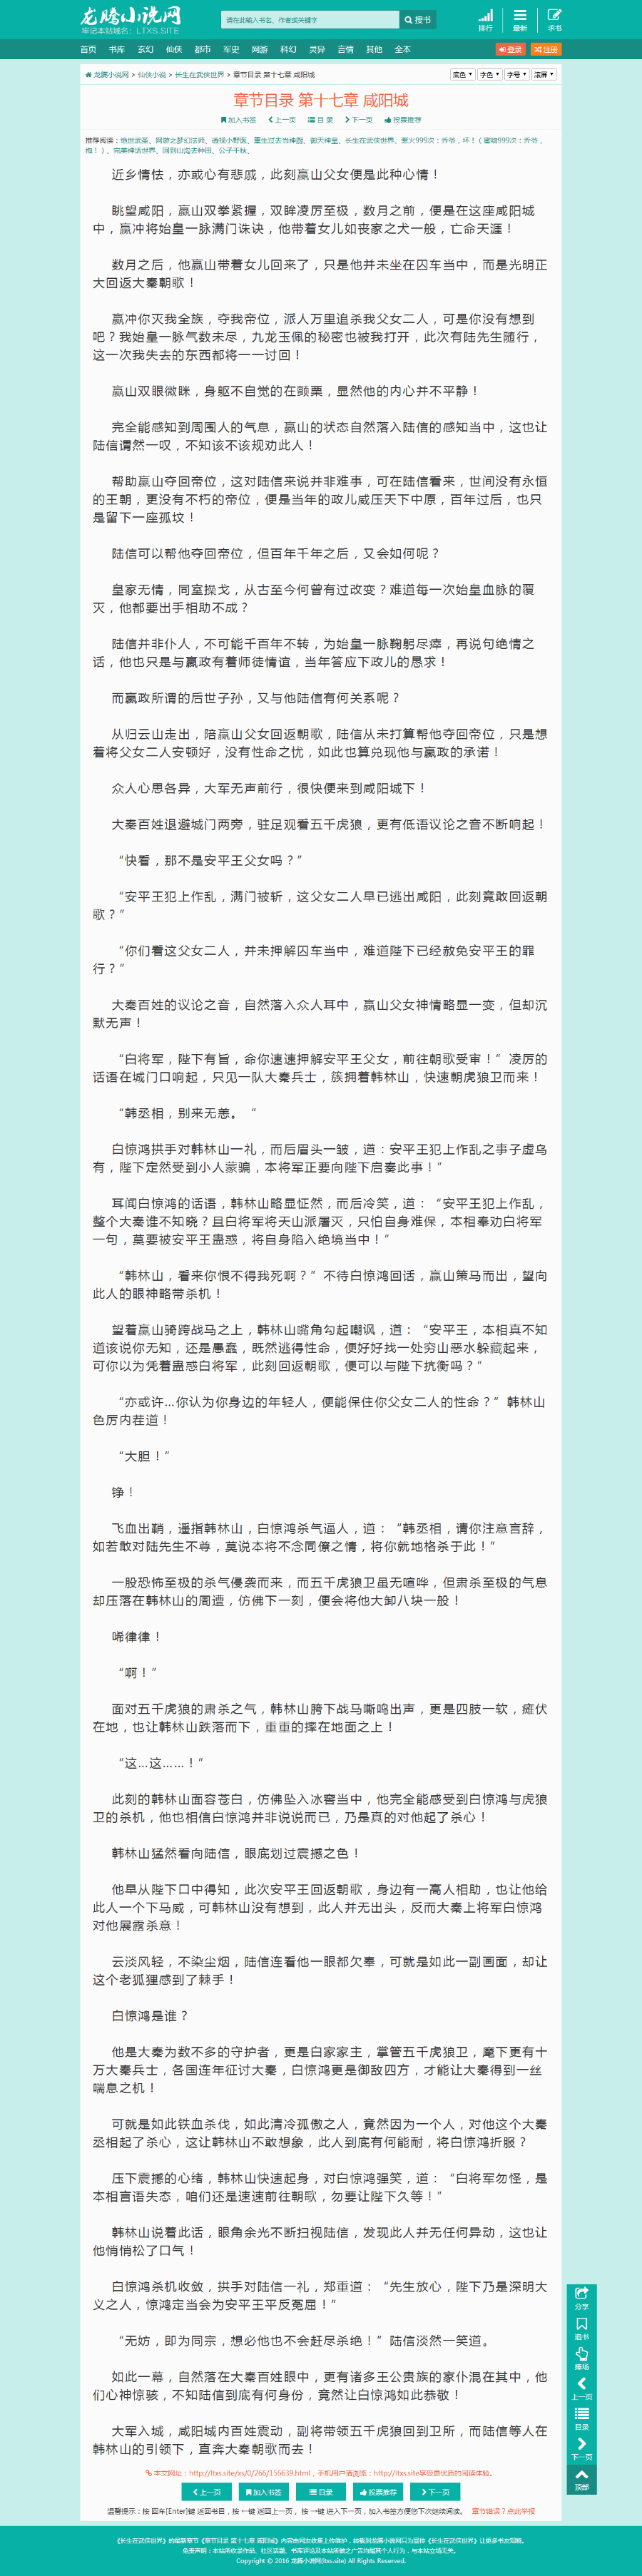 龙腾小说网
牢记本站域名:LTXS.SITE
请在此输入书名、作者或关键字
搜书
排行
最新
求书
首页 书库 玄幻 仙侠 都市 军史 网游 科幻 灵异 言情 其他 全本
登录
注册
龙腾小说网 > 仙侠小说 > 长生在武侠世界 > 章节目录 第十七章 咸阳城
底色 字色 字号 滚屏
章节目录 第十七章 咸阳城
加入书签 上一页 目 录 下一页 投票推荐
近乡情怯，亦或心有悲戚，此刻赢山父女便是此种心情！
眺望咸阳，赢山双拳紧握，双眸凌厉至极，数月之前，便是在这座咸阳城
中，赢冲将始皇一脉满门诛诀，他带着女儿如丧家之犬一般，亡命天涯！
数月之后，他赢山带着女儿回来了，只是他并未坐在囚车当中，而是光明正
大回返大秦朝歌！
赢冲你灭我全族，夺我帝位，派人万里追杀我父女二人，可是你没有想到
吧？我始皇一脉气数未尽，九龙玉佩的秘密也被我打开，此次有陆先生随行，
这一次我失去的东西都将一一讨回！
赢山双眼微眯，身躯不自觉的在颤栗，显然他的内心并不平静！
完全能感知到周围人的气息，赢山的状态自然落入陆信的感知当中，这也让
陆信谓然一叹，不知该不该规劝此人！
帮助赢山夺回帝位，这对陆信来说并非难事，可在陆信看来，世间没有永恒
的王朝，更没有不朽的帝位，便是当年的政儿威压天下中原，百年过后，也只
是留下一座孤坟！
陆信可以帮他夺回帝位，但百年千年之后，又会如何呢？
皇家无情，同室操戈，从古至今何曾有过改变？难道每一次始皇血脉的覆
灭，他都要出手相助不成？
陆信并非仆人，不可能千百年不转，为始皇一脉鞠躬尽瘁，再说句绝情之
话，他也只是与嬴政有着师徒情谊，当年答应下政儿的恳求！
而嬴政所谓的后世子孙，又与他陆信有何关系呢？
从归云山走出，陪赢山父女回返朝歌，陆信从未打算帮他夺回帝位，只是想
着将父女二人安顿好，没有性命之忧，如此也算兑现他与嬴政的承诺！
众人心思各异，大军无声前行，很快便来到咸阳城下！
大秦百姓退避城门两旁，驻足观看五千虎狼，更有低语议论之音不断响起！
“快看，那不是安平王父女吗？”
“安平王犯上作乱，满门被斩，这父女二人早已逃出咸阳，此刻竟敢回返朝
歌？”
“你们看这父女二人，并未押解囚车当中，难道陛下已经赦免安平王的罪
行？”
大秦百姓的议论之音，自然落入众人耳中，赢山父女神情略显一变，但却沉
默无声！
“白将军，陛下有旨，命你速速押解安平王父女，前往朝歌受审！”凌厉的
话语在城门口响起，只见一队大秦兵士，簇拥着韩林山，快速朝虎狼卫而来！
“韩丞相，别来无恙。“
白惊鸿拱手对韩林山一礼，而后眉头一皱，道：安平王犯上作乱之事子虚乌
有，陛下定然受到小人蒙骗，本将军正要向陛下启奏此事！”
耳闻白惊鸿的话语，韩林山略显怔然，而后冷笑，道：“安平王犯上作乱，
整个大秦谁不知晓？且白将军将天山派屠灭，只怕自身难保，本相奉劝白将军
一句，莫要被安平王蛊惑，将自身陷入绝境当中！”
“韩林山，看来你恨不得我死啊？”不待白惊鸿回话，赢山策马而出，望向
此人的眼神略带杀机！
望着赢山骑跨战马之上，韩林山嘴角勾起嘲讽，道：“安平王，本相真不知
道该说你无知，还是愚蠢，既然逃得性命，便好好找一处穷山恶水躲藏起来，
可你以为凭着蛊惑白将军，此刻回返朝歌，便可以与陛下抗衡吗？”
“亦或许...你认为你身边的年轻人，便能保住你父女二人的性命？”韩林山
色厉内荏道！
“大胆！”
铮！
飞血出鞘，遥指韩林山，白惊鸿杀气逼人，道：“韩丞相，请你注意言辞，
如若敢对陆先生不尊，莫说本将不念同僚之情，将你就地格杀于此！”
一股恐怖至极的杀气侵袭而来，而五千虎狼卫虽无喧哗，但肃杀至极的气息
却压落在韩林山的周遭，仿佛下一刻，便会将他大卸八块一般！
唏律律！
“啊！”
面对五千虎狼的肃杀之气，韩林山胯下战马嘶鸣出声，更是四肢一软，瘫伏
在地，也让韩林山跌落而下，重重的摔在地面之上！
“这...这......！”
此刻的韩林山面容苍白，仿佛坠入冰窖当中，他完全能感受到白惊鸿与虎狼
卫的杀机，他也相信白惊鸿并非说说而已，乃是真的对他起了杀心！
韩林山猛然看向陆信，眼底划过震撼之色！
他早从陛下口中得知，此次安平王回返朝歌，身边有一高人相助，也让他给
此人一个下马威，可韩林山没有想到，此人并无出头，反而大秦上将军白惊鸿
对他展露杀意！
云淡风轻，不染尘烟，陆信连看他一眼都欠奉，可就是如此一副画面，却让
这个老狐狸感到了棘手！
白惊鸿是谁？
他是大秦为数不多的守护者，更是白家家主，掌管五千虎狼卫，麾下更有十
万大秦兵士，各国连年征讨大秦，白惊鸿更是御敌四方，才能让大秦得到一丝
喘息之机！
可就是如此铁血杀伐，如此清冷孤傲之人，竟然因为一个人，对他这个大秦
丞相起了杀心，这让韩林山不敢想象，此人到底有何能耐，将白惊鸿折服？
压下震撼的心绪，韩林山快速起身，对白惊鸿强笑，道：“白将军勿怪，是
本相言语失态，咱们还是速速前往朝歌，勿要让陛下久等！”
韩林山说着此话，眼角余光不断扫视陆信，发现此人并无任何异动，这也让
他悄悄松了口气！
白惊鸿杀机收敛，拱手对陆信一礼，郑重道：“先生放心，陛下乃是深明大
义之人，惊鸿定当会为安平王平反冤屈！”
“无妨，即为同宗，想必他也不会赶尽杀绝！”陆信淡然一笑道。
如此一幕，自然落在大秦百姓眼中，更有诸多王公贵族的家仆混在其中，他
们心神惊骇，不知陆信到底有何身份，竟然让白惊鸿如此恭敬！
大军入城，咸阳城内百姓震动，副将带领五千虎狼回到卫所，而陆信等人在
韩林山的引领下，直奔大秦朝歌而去！
本文网址：http://ltxs.site/xs/0/266/156639.html，手机用户请浏览：http://ltxs.site享受最优质的阅读体验。
上一页 加入书签 目录 投票推荐 下一页
温馨提示：按 回车[Enter]键 返回书目，按 ←键 返回上一页， 按 →键 进入下一页，加入书签方便您下次继续阅读。 章节错误？点此举报
分享
追书
捧场
上一页
目录
下一页
顶部
《长生在武侠世界》的最新章节《章节目录 第十七章 咸阳城》内容由网友收集上传维护，转载到龙腾小说网只为宣传《长生在武侠世界》让更多书友知晓。
Copyright © 2016 龙腾小说网(ltxs.site) All Rights Reserved.